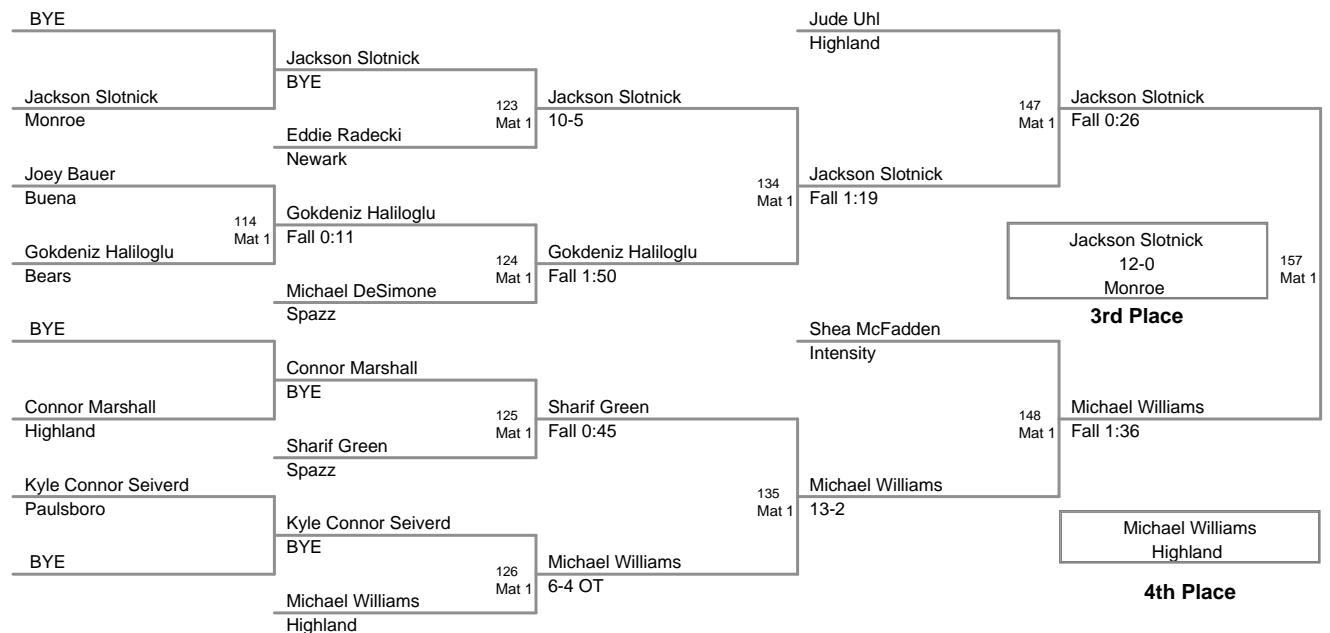 BYE
Jackson Slotnick
Monroe
Joey Bauer
Buena
114
Mat 1
Gokdeniz Haliloglu
Bears
BYE
Connor Marshall
Highland
Kyle Connor Seiverd
Paulsboro
BYE
Jackson Slotnick
BYE
123
Mat 1
Eddie Radecki
Newark
Gokdeniz Haliloglu
Fall 0:11
124
Mat 1
Michael DeSimone
Spazz
Connor Marshall
BYE
125
Mat 1
Sharif Green
Spazz
Kyle Connor Seiverd
BYE
126
Mat 1
Michael Williams
Highland
Jackson Slotnick
10-5
134
Mat 1
Gokdeniz Haliloglu
Fall 1:50
Sharif Green
Fall 0:45
135
Mat 1
Michael Williams
6-4 OT
Jude Uhl
Highland
147
Mat 1
Jackson Slotnick
Fall 1:19
Shea McFadden
Intensity
148
Mat 1
Michael Williams
13-2
Jackson Slotnick
Fall 0:26
157
Mat 1
Michael Williams
Fall 1:36
Jackson Slotnick
12-0
Monroe
3rd Place
Michael Williams
Highland
4th Place